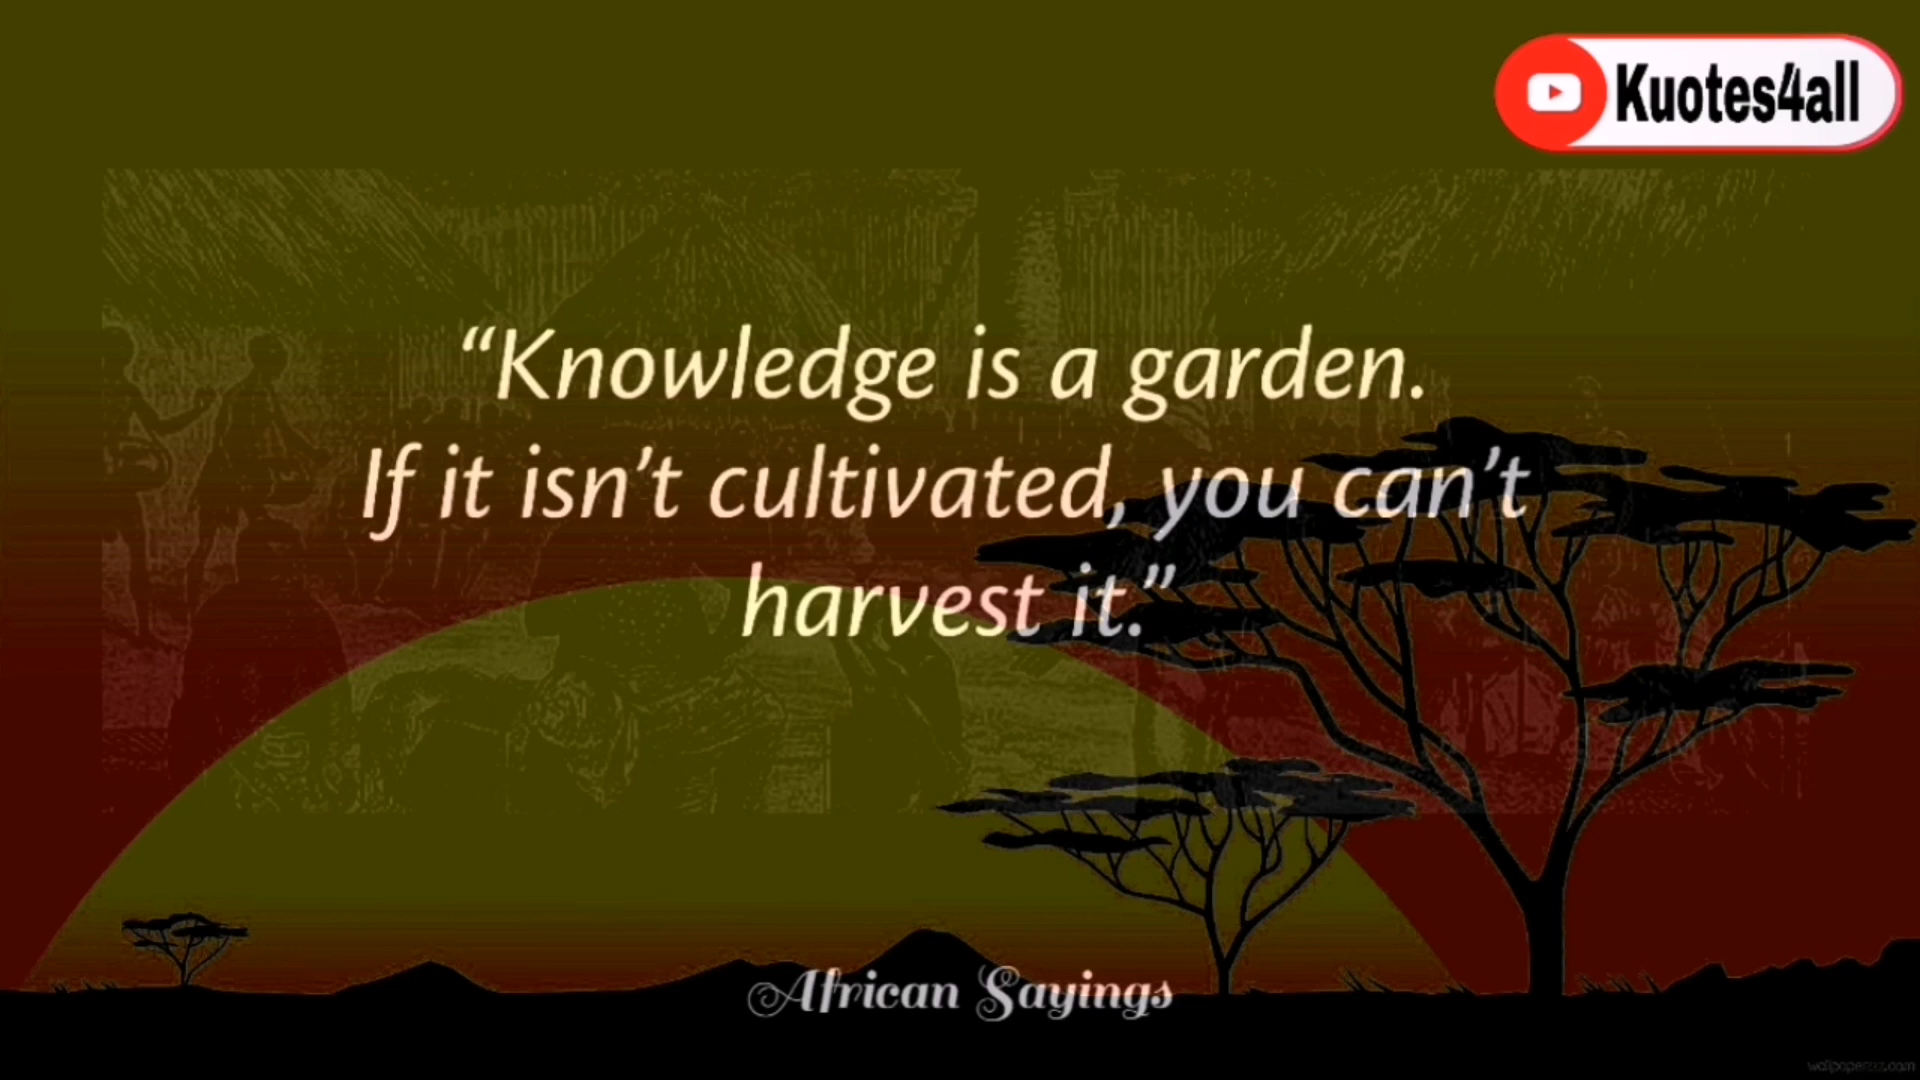 Kuotes4all
“Knowledge is a garden.
If it isn’t cultivated, you can’t
harvest it.”
African Sayings